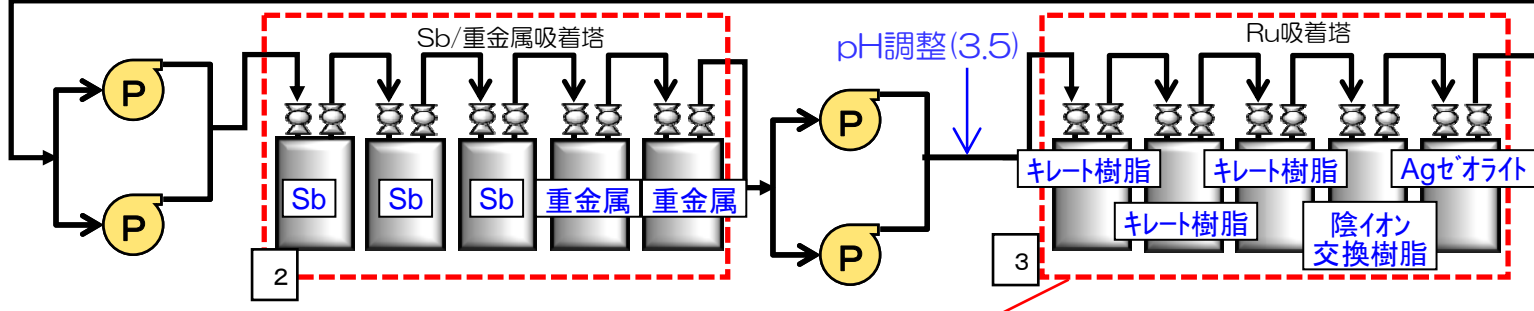 Sb/重金属吸着塔
pH調整(3.5)
Ru吸着塔
P
P
Sb
Sb
Sb
重金属
重金属
2
P
P
キレート樹脂
キレート樹脂
キレート樹脂
陰イオン
交換樹脂
Agゼオライト
3